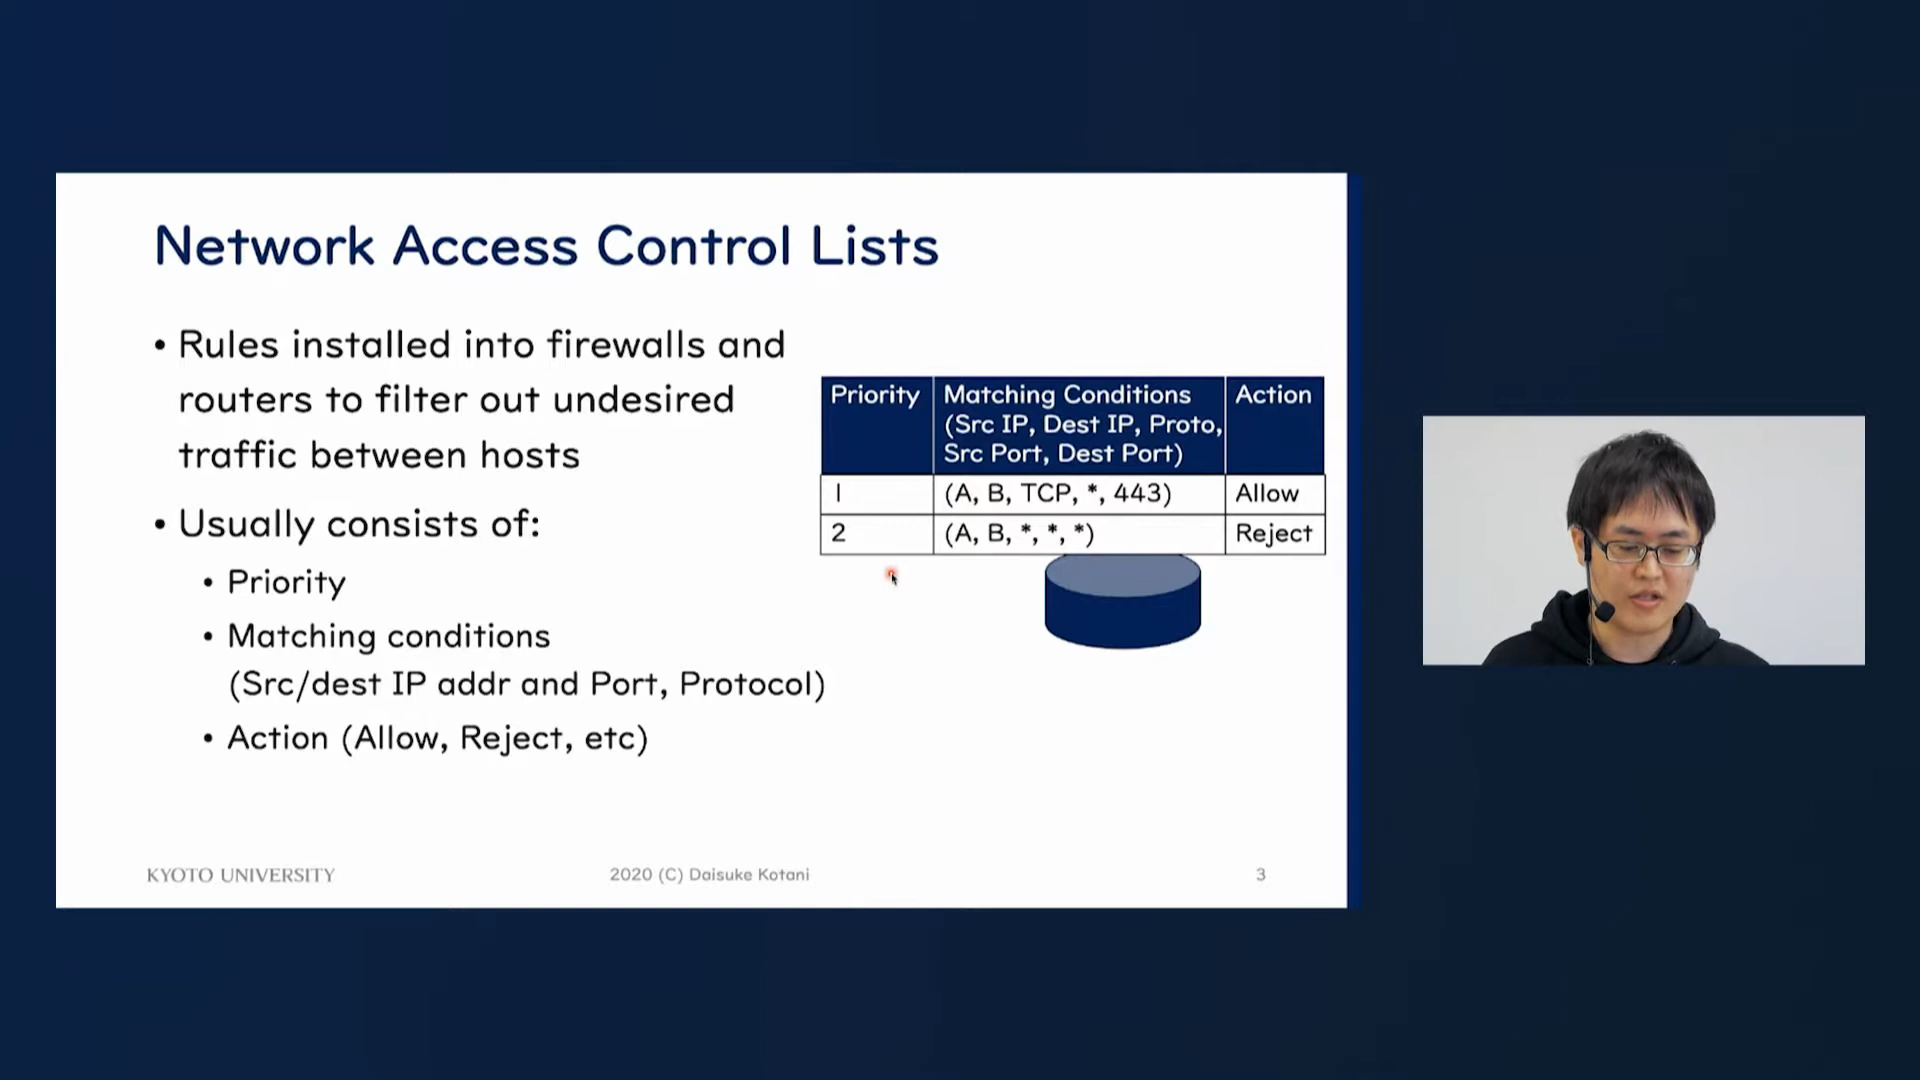 Network Access Control Lists
• Rules installed into firewalls and
routers to filter out undesired
traffic between hosts
• Usually consists of:
• Priority
• Matching conditions
(Src/dest IP addr and Port, Protocol)
• Action (Allow, Reject, etc)
Priority Matching Conditions Action
(Src IP, Dest IP, Proto,
Src Port, Dest Port)
1 (A, B, TCP, *, 443) Allow
2 (A, B, *, *, *) Reject
KYOTO UNIVERSITY 2020 (C) Daisuke Kotani 3